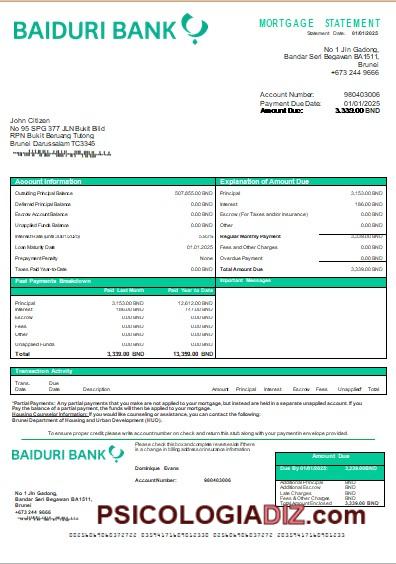 BAIDURI BANK
MORTGAGE STATEMENT
Statement Date. 01/01/2025
No 1 Jln Gadong,
Bandar Seri Begawan BA1511,
Brunei
+673 244 9666
Account Number: 980403006
Payment Due Date: 01/01/2025
Amount Due: 3,339.00 BND
John Citizen
No 95 SPG 377 JLN Bukit Bild
RPN Bukit Beruang Tutong
Brunei Darussalam TC3345
Account Information
Outsding Principal Balance 507,855.00 BND
Deferred Principal Balance 0.00 BND
Escrow Account Balance 0.00 BND
Unapplied Funds Balance 0.00 BND
Loan Maturity Date 01.01.2025
Prepayment Penalty None
Taxes Paid Year-to-Date 0.00 BND
Explanation of Amount Due
Principal 3,153.00 BND
Interest 186.00 BND
Escrow (For Taxes and/or Insurance) 0.00 BND
Other 0.00 BND
Regular Monthly Payment 3,339.00 BND
Fees and Other Charges 0.00 BND
Overdue Payment 0.00 BND
Total Amount Due 3,339.00 BND
Past Payments Breakdown
Paid Last Month Paid Year to Date
Principal 3,153.00 BND 12,612.00 BND
Interest 186.00 BND
Escrow 0.00 BND 0.00 BND
Fees 0.00 BND 0.00 BND
Other 0.00 BND 0.00 BND
Unapplied Funds 0.00 BND 0.00 BND
Total 3,339.00 BND 13,359.00 BND
Important Messages
Transaction Activity
Trans. Date Due Date Description Amount Principal Interest Escrow Fees Unapplied* Total
*Partial Payments: Any partial payments that you make are not applied to your mortgage, but instead are held in a separate unapplied account. If you
Pay the balance of a partial payment, the funds will then be applied to your mortgage.
Housing Counselor Information: If you would like counseling or assistance, you can contact the following:
Brunei Department of Housing and Urban Development (HUD).
To ensure proper credit please write account number on check and return this stub along with your payment in envelope provided.
BAIDURI BANK
Please check this box and complete reverse side if there
is a change in billing address or insurance information
Dominique Evans
Account Number: 980403006
Amount Due
Due By 01/01/2025: 3,339.00BND
Additional Principal BND
Additional Escrow BND
Late Charges BND
Fees & Other Charges BND
Total Amount Enclosed 3,339.00 BND
No 1 Jln Gadong,
Bandar Seri Begawan BA1511,
Brunei
+673 244 9666
PSICOLOGIADIZ.com